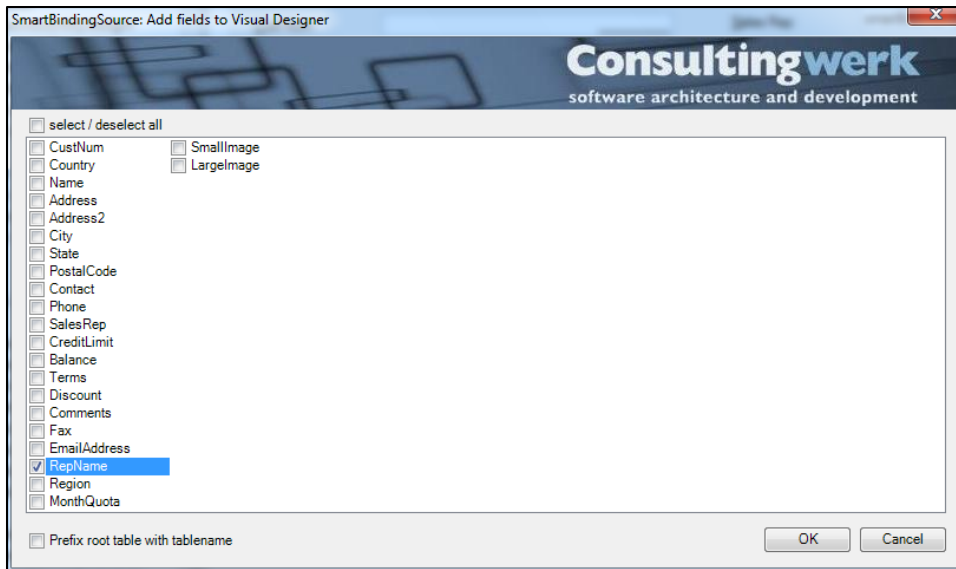 SmartBindingSource: Add fields to Visual Designer
Consultingwerk
software architecture and development
select / deselect all
CustNum
Country
Name
Address
Address2
City
State
PostalCode
Contact
Phone
SalesRep
CreditLimit
Balance
Terms
Discount
Comments
Fax
EmailAddress
RepName
Region
MonthQuota
SmallImage
LargeImage
Prefix root table with tablename
OK
Cancel